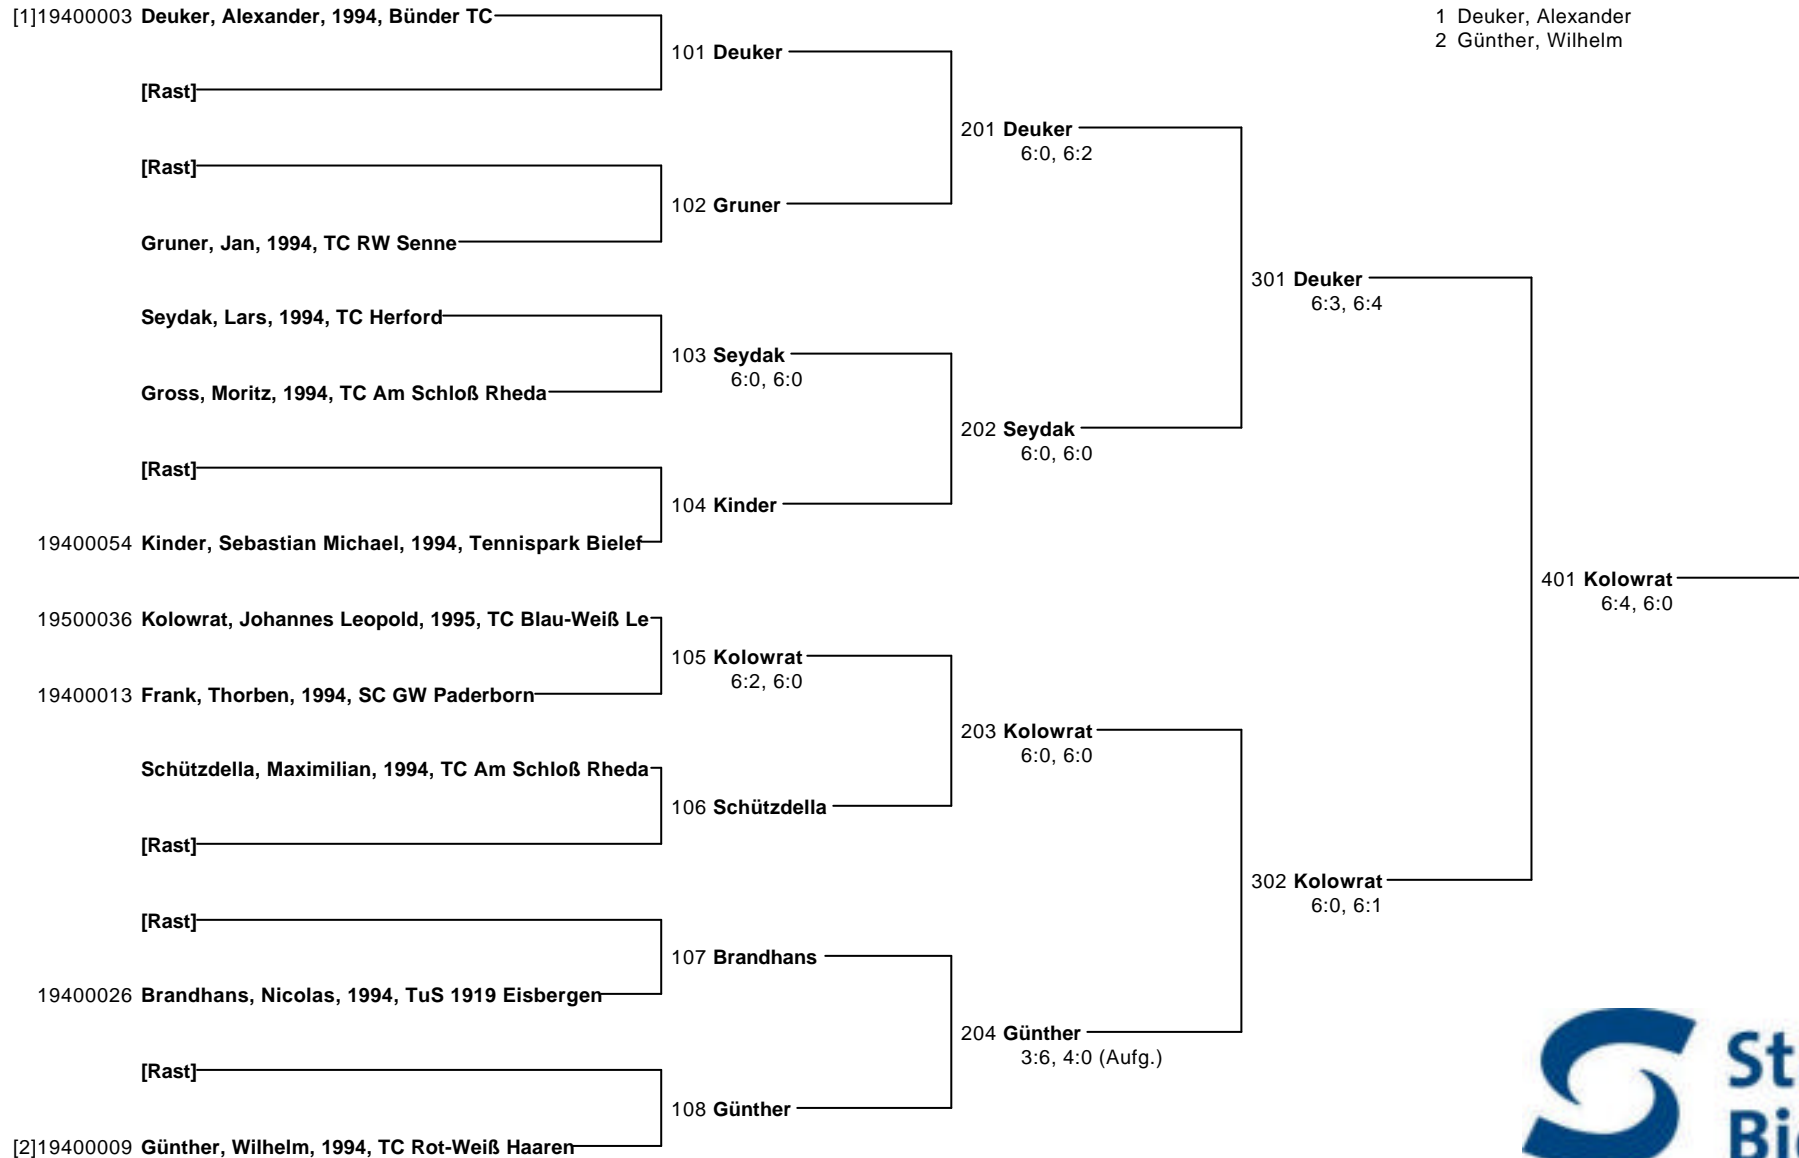 [1]19400003 Deuker, Alexander, 1994, Bünder TC
1 Deuker, Alexander
2 Günther, Wilhelm
101 Deuker
[Rast]
201 Deuker
6:0, 6:2
[Rast]
102 Gruner
Gruner, Jan, 1994, TC RW Senne
301 Deuker
6:3, 6:4
Seydak, Lars, 1994, TC Herford
103 Seydak
6:0, 6:0
Gross, Moritz, 1994, TC Am Schloß Rheda
202 Seydak
6:0, 6:0
[Rast]
104 Kinder
19400054 Kinder, Sebastian Michael, 1994, Tennispark Bielef
401 Kolowrat
6:4, 6:0
19500036 Kolowrat, Johannes Leopold, 1995, TC Blau-Weiß Le
105 Kolowrat
6:2, 6:0
19400013 Frank, Thorben, 1994, SC GW Paderborn
203 Kolowrat
6:0, 6:0
Schützdella, Maximilian, 1994, TC Am Schloß Rheda
106 Schützdella
[Rast]
302 Kolowrat
6:0, 6:1
[Rast]
107 Brandhans
19400026 Brandhans, Nicolas, 1994, TuS 1919 Eisbergen
204 Günther
3:6, 4:0 (Aufg.)
[Rast]
108 Günther
[2]19400009 Günther, Wilhelm, 1994, TC Rot-Weiß Haaren
St
Bi